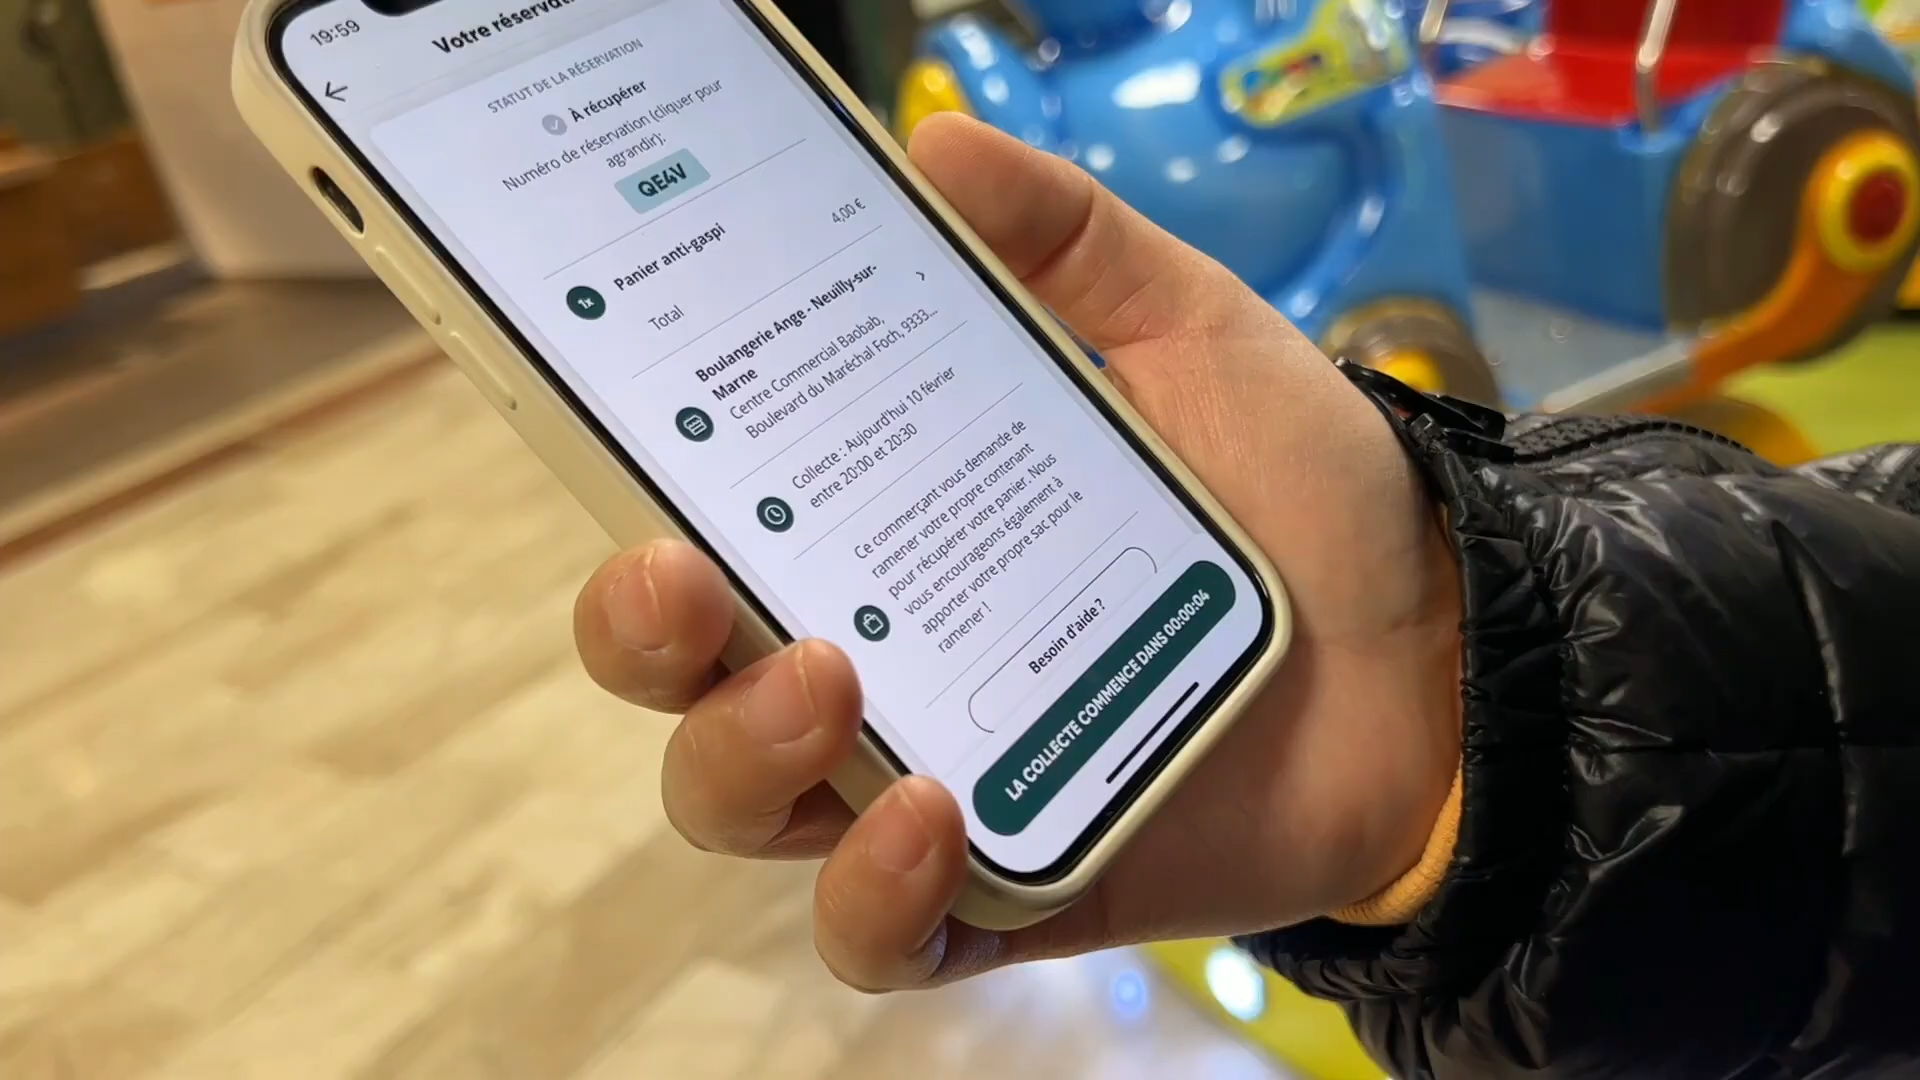 19:59
Votre réservati
STATUT DE LA RÉSERVATION
À récupérer
Numéro de réservation (cliquer pour
agrandir):
QE4V
1x
Panier anti-gaspi
Total
4,00 €
Boulangerie Ange - Neuilly-sur-
Marne
Centre Commercial Baobab,
Boulevard du Maréchal Foch, 9333...
Collecte : Aujourd'hui 10 février
entre 20:00 et 20:30
Ce commerçant vous demande de
ramener votre propre contenant
pour récupérer votre panier. Nous
vous encourageons également à
apporter votre propre sac pour le
ramener !
Besoin d'aide ?
LA COLLECTE COMMENCE DANS 00:00:04